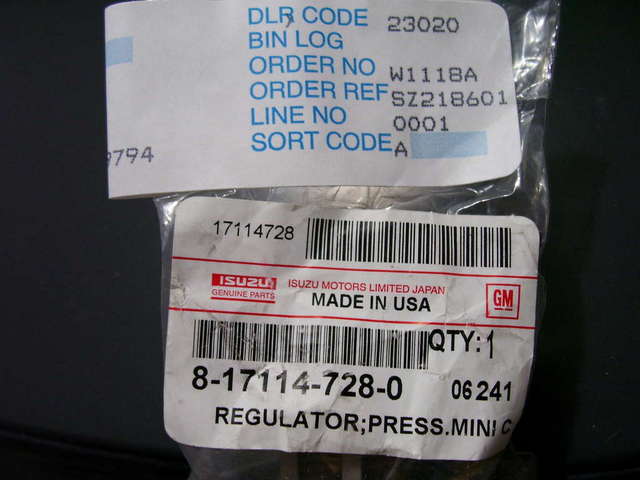 DLR CODE 23020
BIN LOG
ORDER NO W1118A
ORDER REF SZ218601
LINE NO 0001
SORT CODE A
9794
17114728
ISUZU ISUZU MOTORS LIMITED JAPAN GM
GENUINE PARTS MADE IN USA
QTY: 1
8-17114-728-0 06 241
REGULATOR;PRESS.MINI C